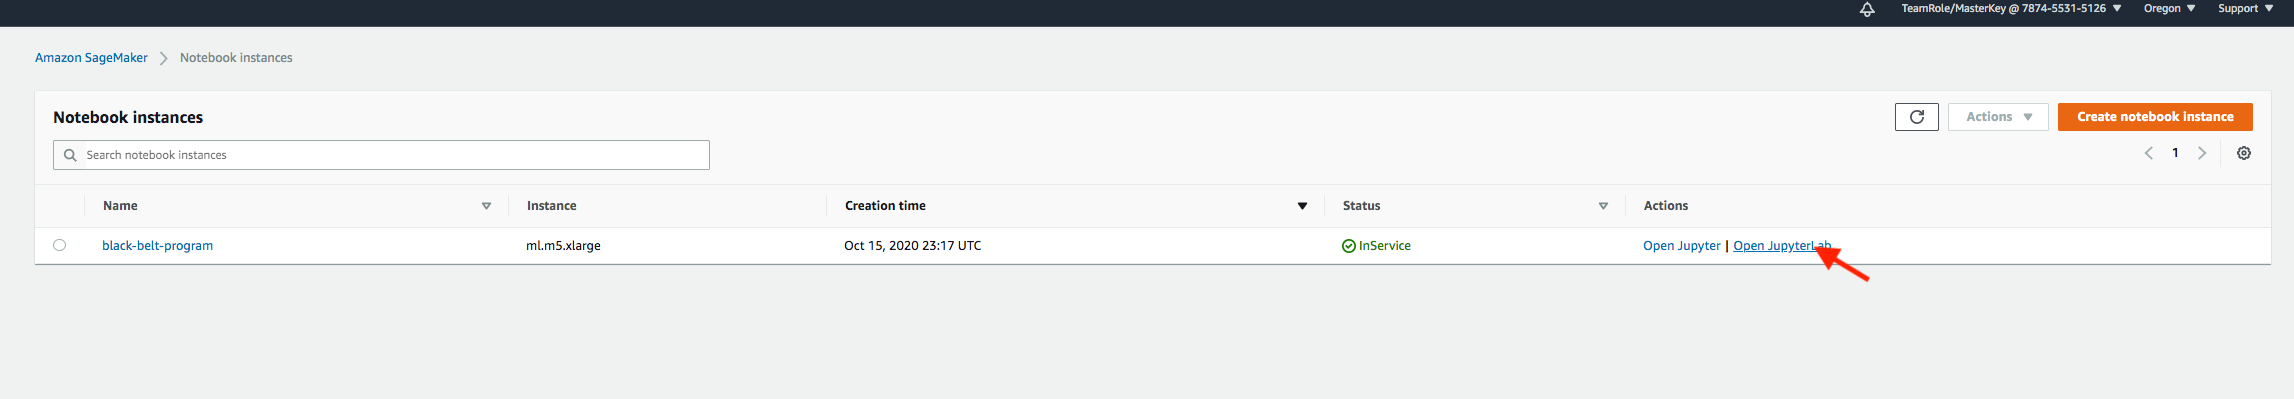 TeamRole/MasterKey @ 7874-5531-5126 Oregon Support
Amazon SageMaker Notebook instances
Notebook instances
Actions Create notebook instance
Search notebook instances
1
Name Instance Creation time Status Actions
black-belt-program ml.m5.xlarge Oct 15, 2020 23:17 UTC InService Open Jupyter | Open JupyterLab